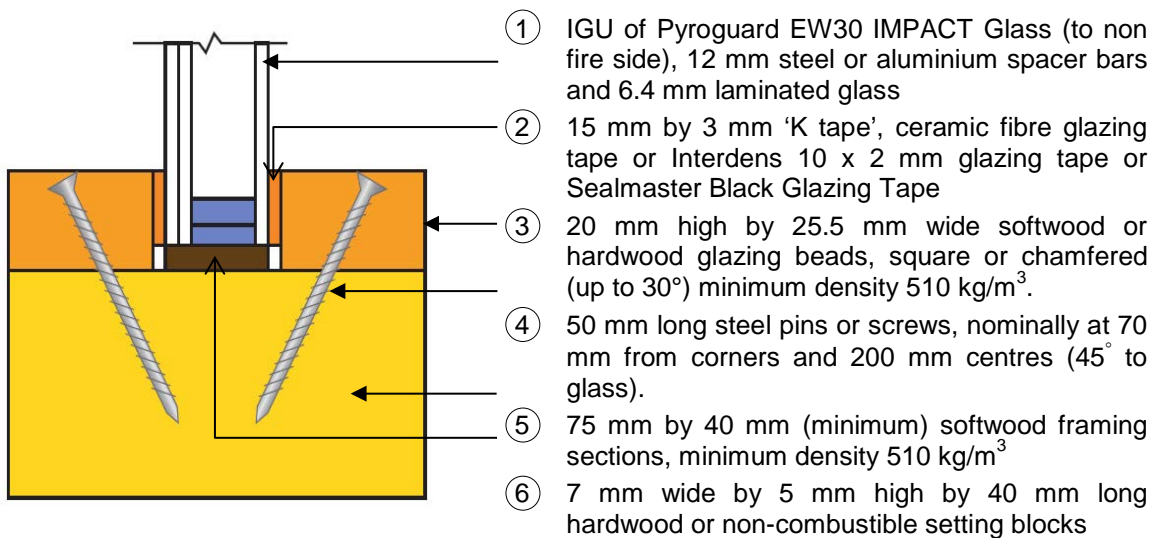 ① IGU of Pyroguard EW30 IMPACT Glass (to non
fire side), 12 mm steel or aluminium spacer bars
and 6.4 mm laminated glass
② 15 mm by 3 mm ‘K tape’, ceramic fibre glazing
tape or Interdens 10 x 2 mm glazing tape or
Sealmaster Black Glazing Tape
③ 20 mm high by 25.5 mm wide softwood or
hardwood glazing beads, square or chamfered
(up to 30°) minimum density 510 kg/m³.
④ 50 mm long steel pins or screws, nominally at 70
mm from corners and 200 mm centres (45° to
glass).
⑤ 75 mm by 40 mm (minimum) softwood framing
sections, minimum density 510 kg/m³
⑥ 7 mm wide by 5 mm high by 40 mm long
hardwood or non-combustible setting blocks